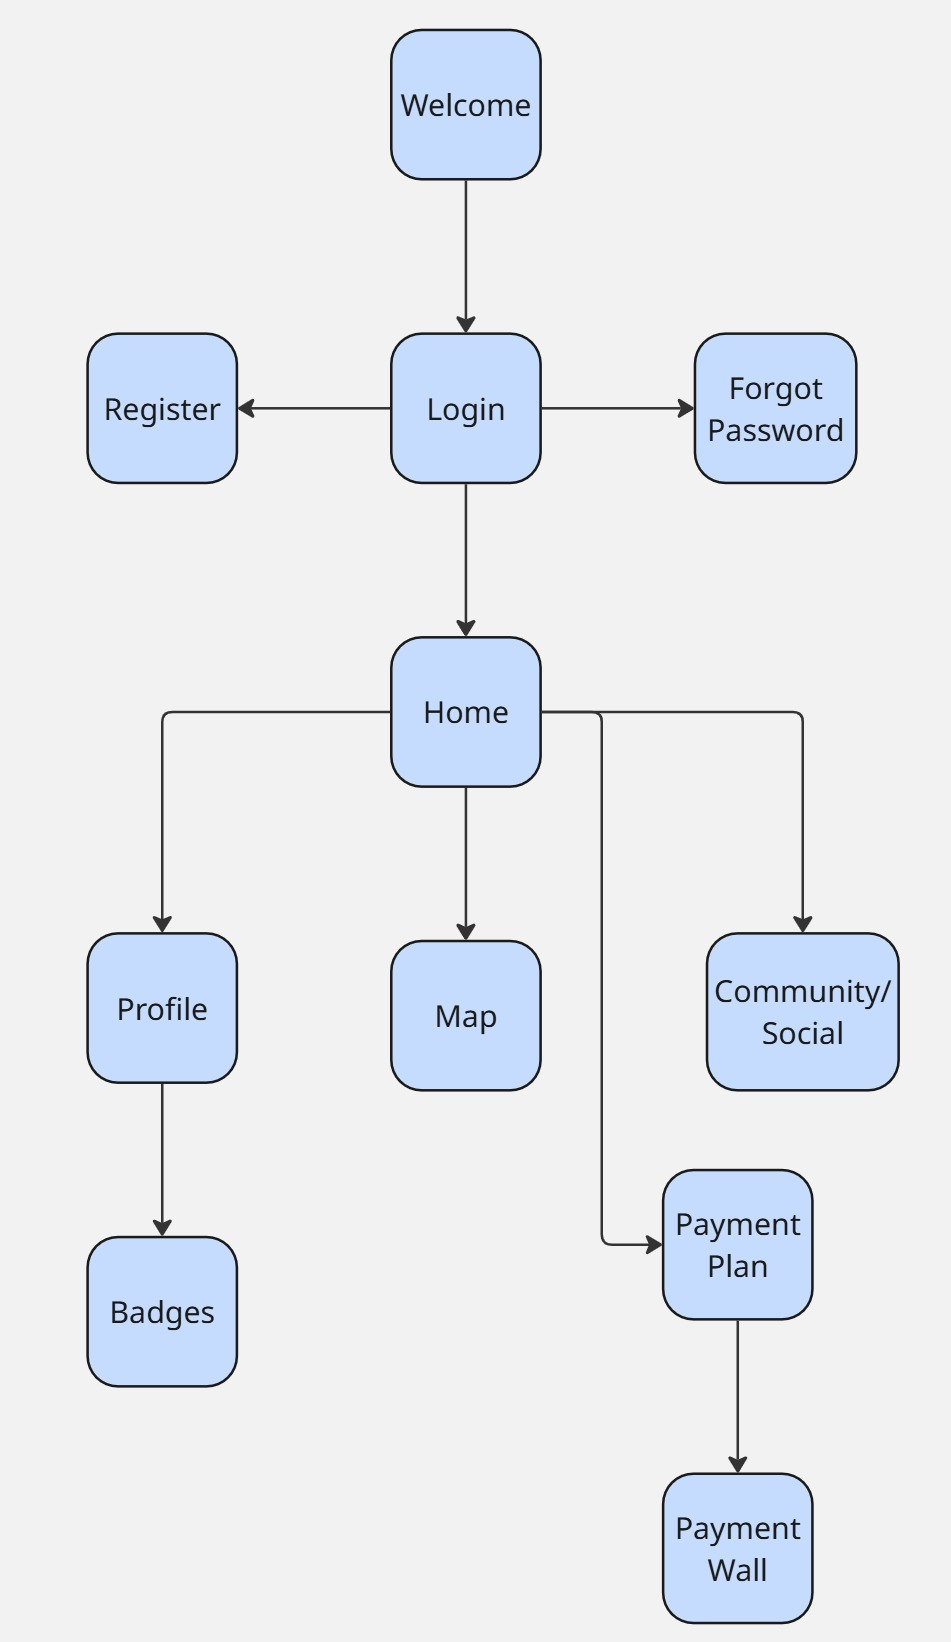 Welcome
Register
Login
Forgot
Password
Home
Profile
Map
Community/
Social
Badges
Payment
Plan
Payment
Wall